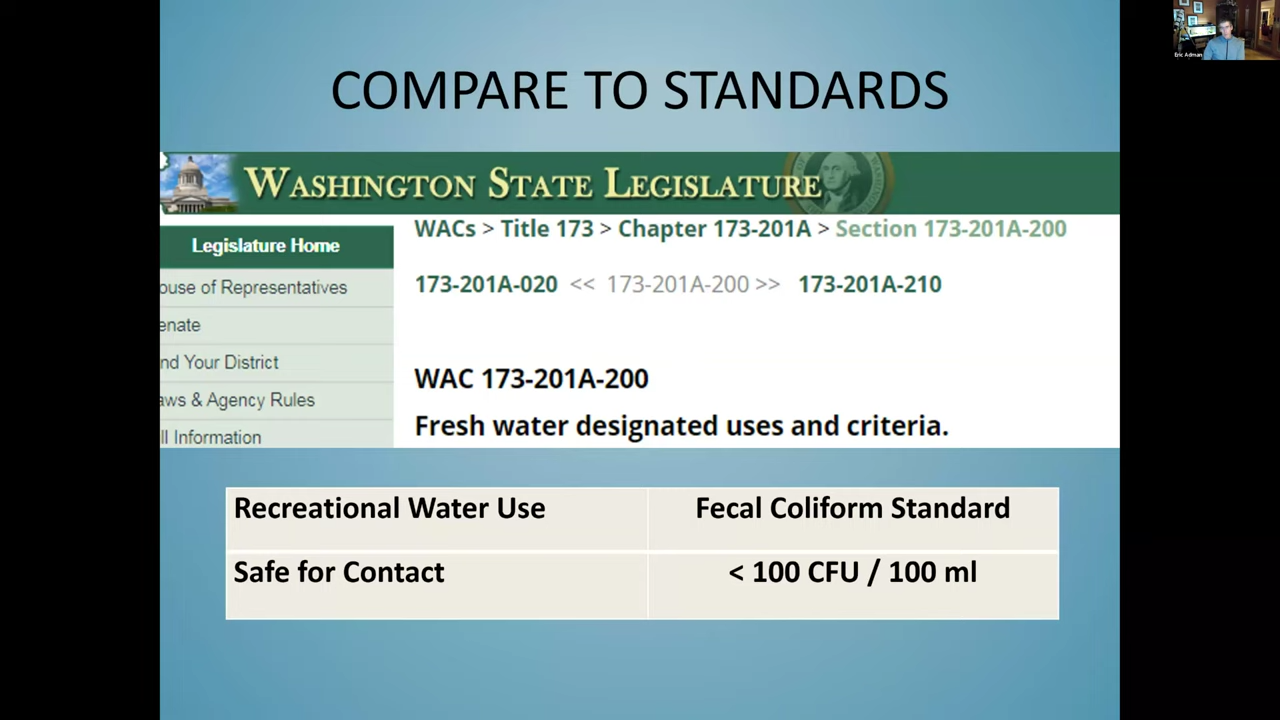 Eric Adman
COMPARE TO STANDARDS
WASHINGTON STATE LEGISLATURE
Legislature Home
ouse of Representatives
enate
nd Your District
aws & Agency Rules
ll Information
WACs > Title 173 > Chapter 173-201A > Section 173-201A-200
173-201A-020 << 173-201A-200 >> 173-201A-210
WAC 173-201A-200
Fresh water designated uses and criteria.
Recreational Water Use Fecal Coliform Standard
Safe for Contact < 100 CFU / 100 ml